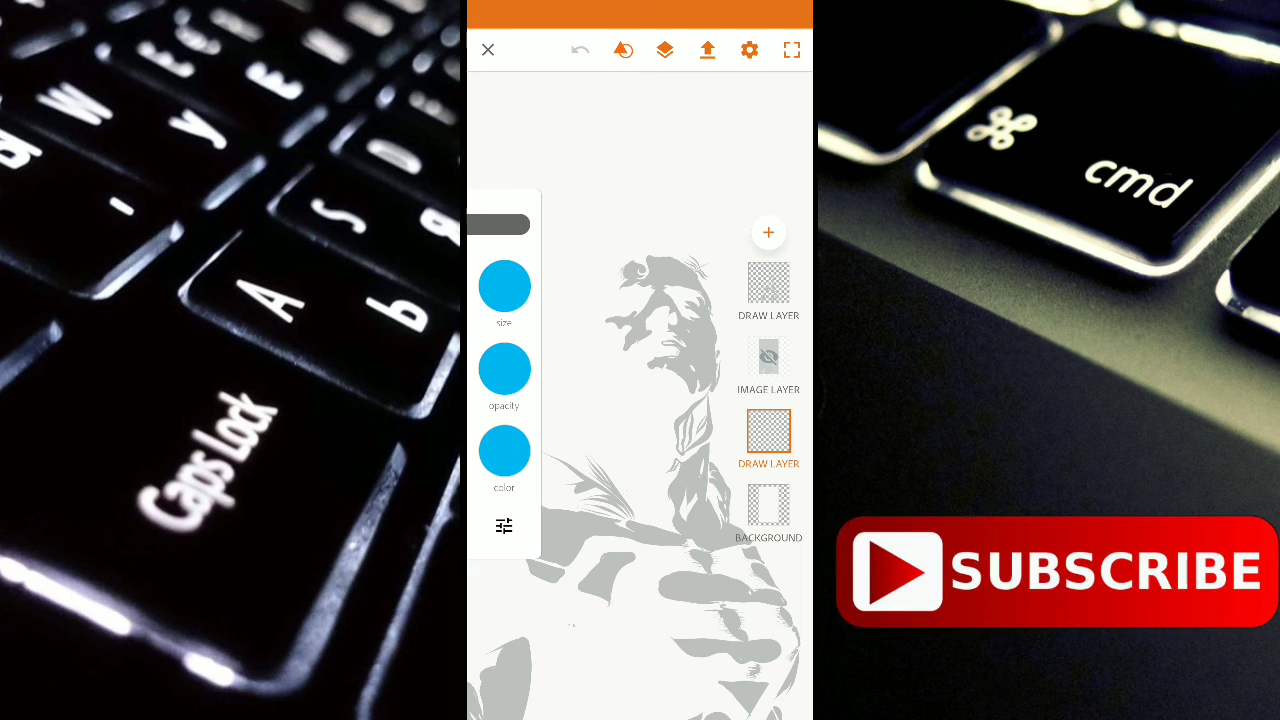 W
У
D
Ы
-
S
Я
A
Ь
Caps Lock
size
opacity
color
DRAW LAYER
IMAGE LAYER
DRAW LAYER
BACKGROUND
⌘
cmd
SUBSCRIBE